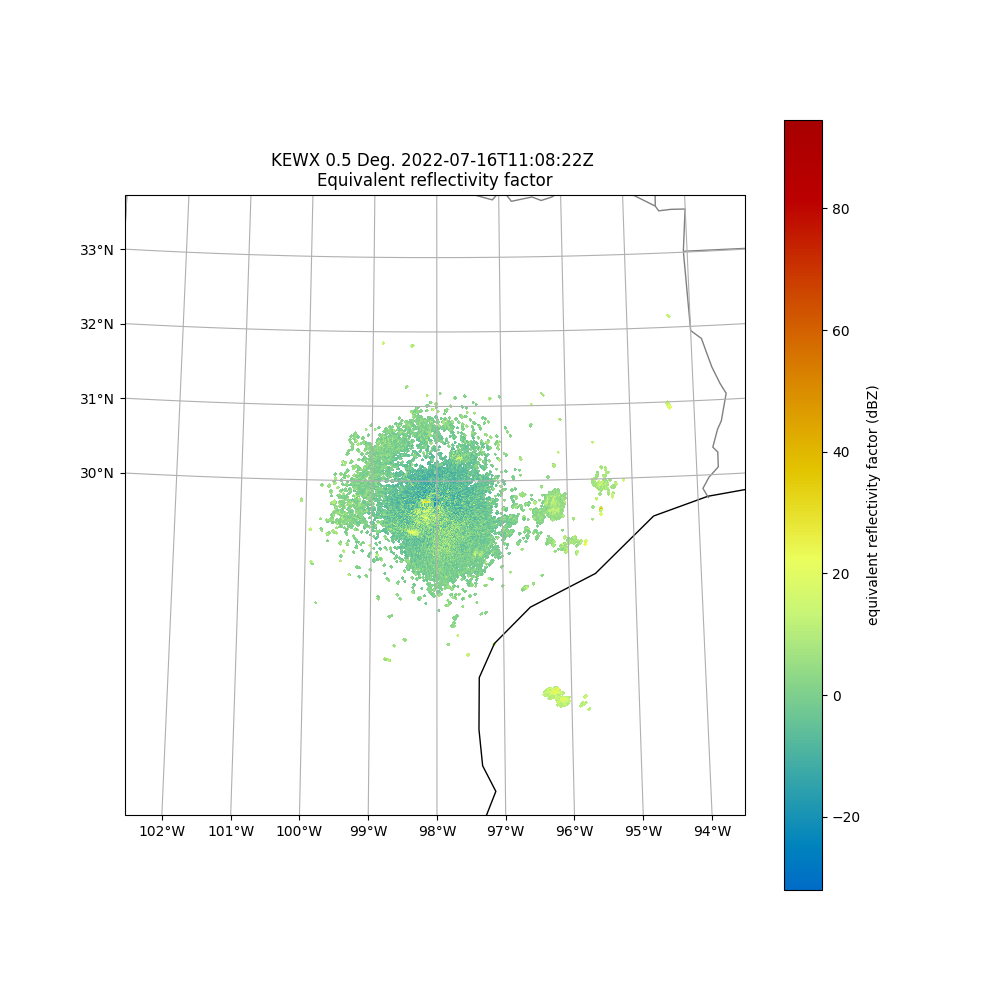 KEWX 0.5 Deg. 2022-07-16T11:08:22Z
Equivalent reflectivity factor
33°N
32°N
31°N
30°N
102°W 101°W 100°W 99°W 98°W 97°W 96°W 95°W 94°W
80
60
40
20
0
−20
equivalent reflectivity factor (dBZ)